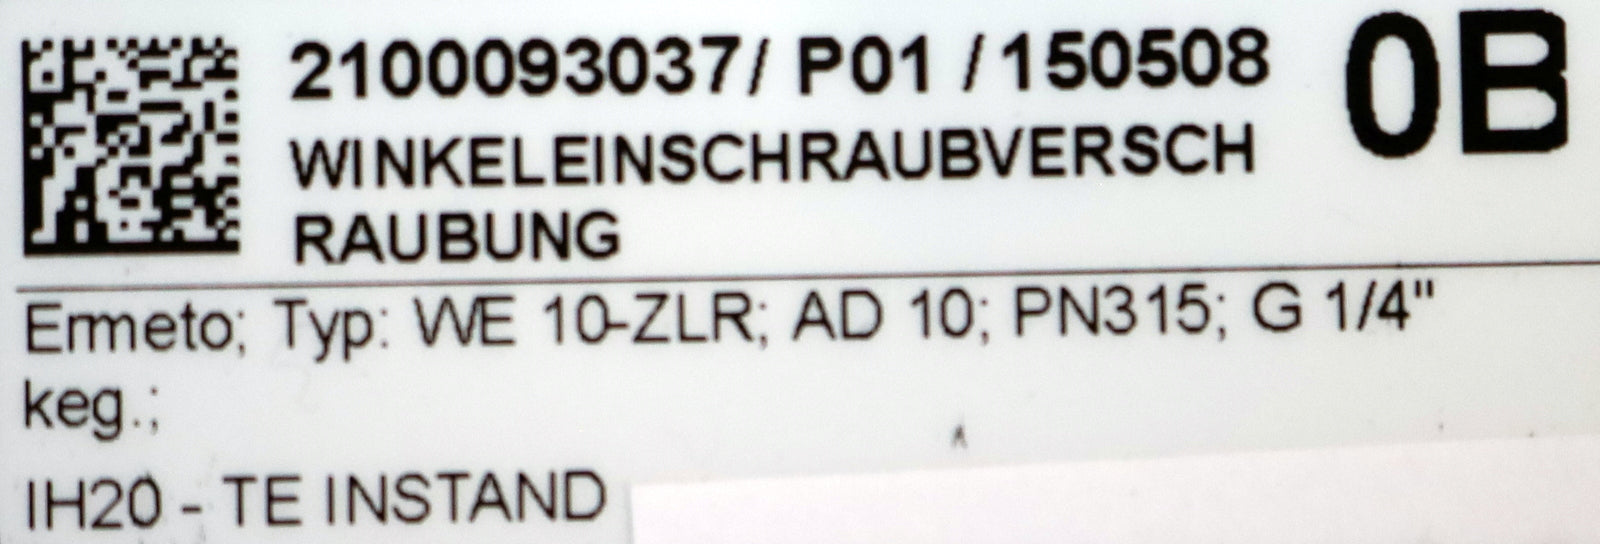 2100093037/ P01 /150508 0B
WINKELEINSCHRAUBVERSCH
RAUBUNG
Ermeto; Typ: WE 10-ZLR; AD 10; PN315; G 1/4"
keg.;
IH20 - TE INSTAND